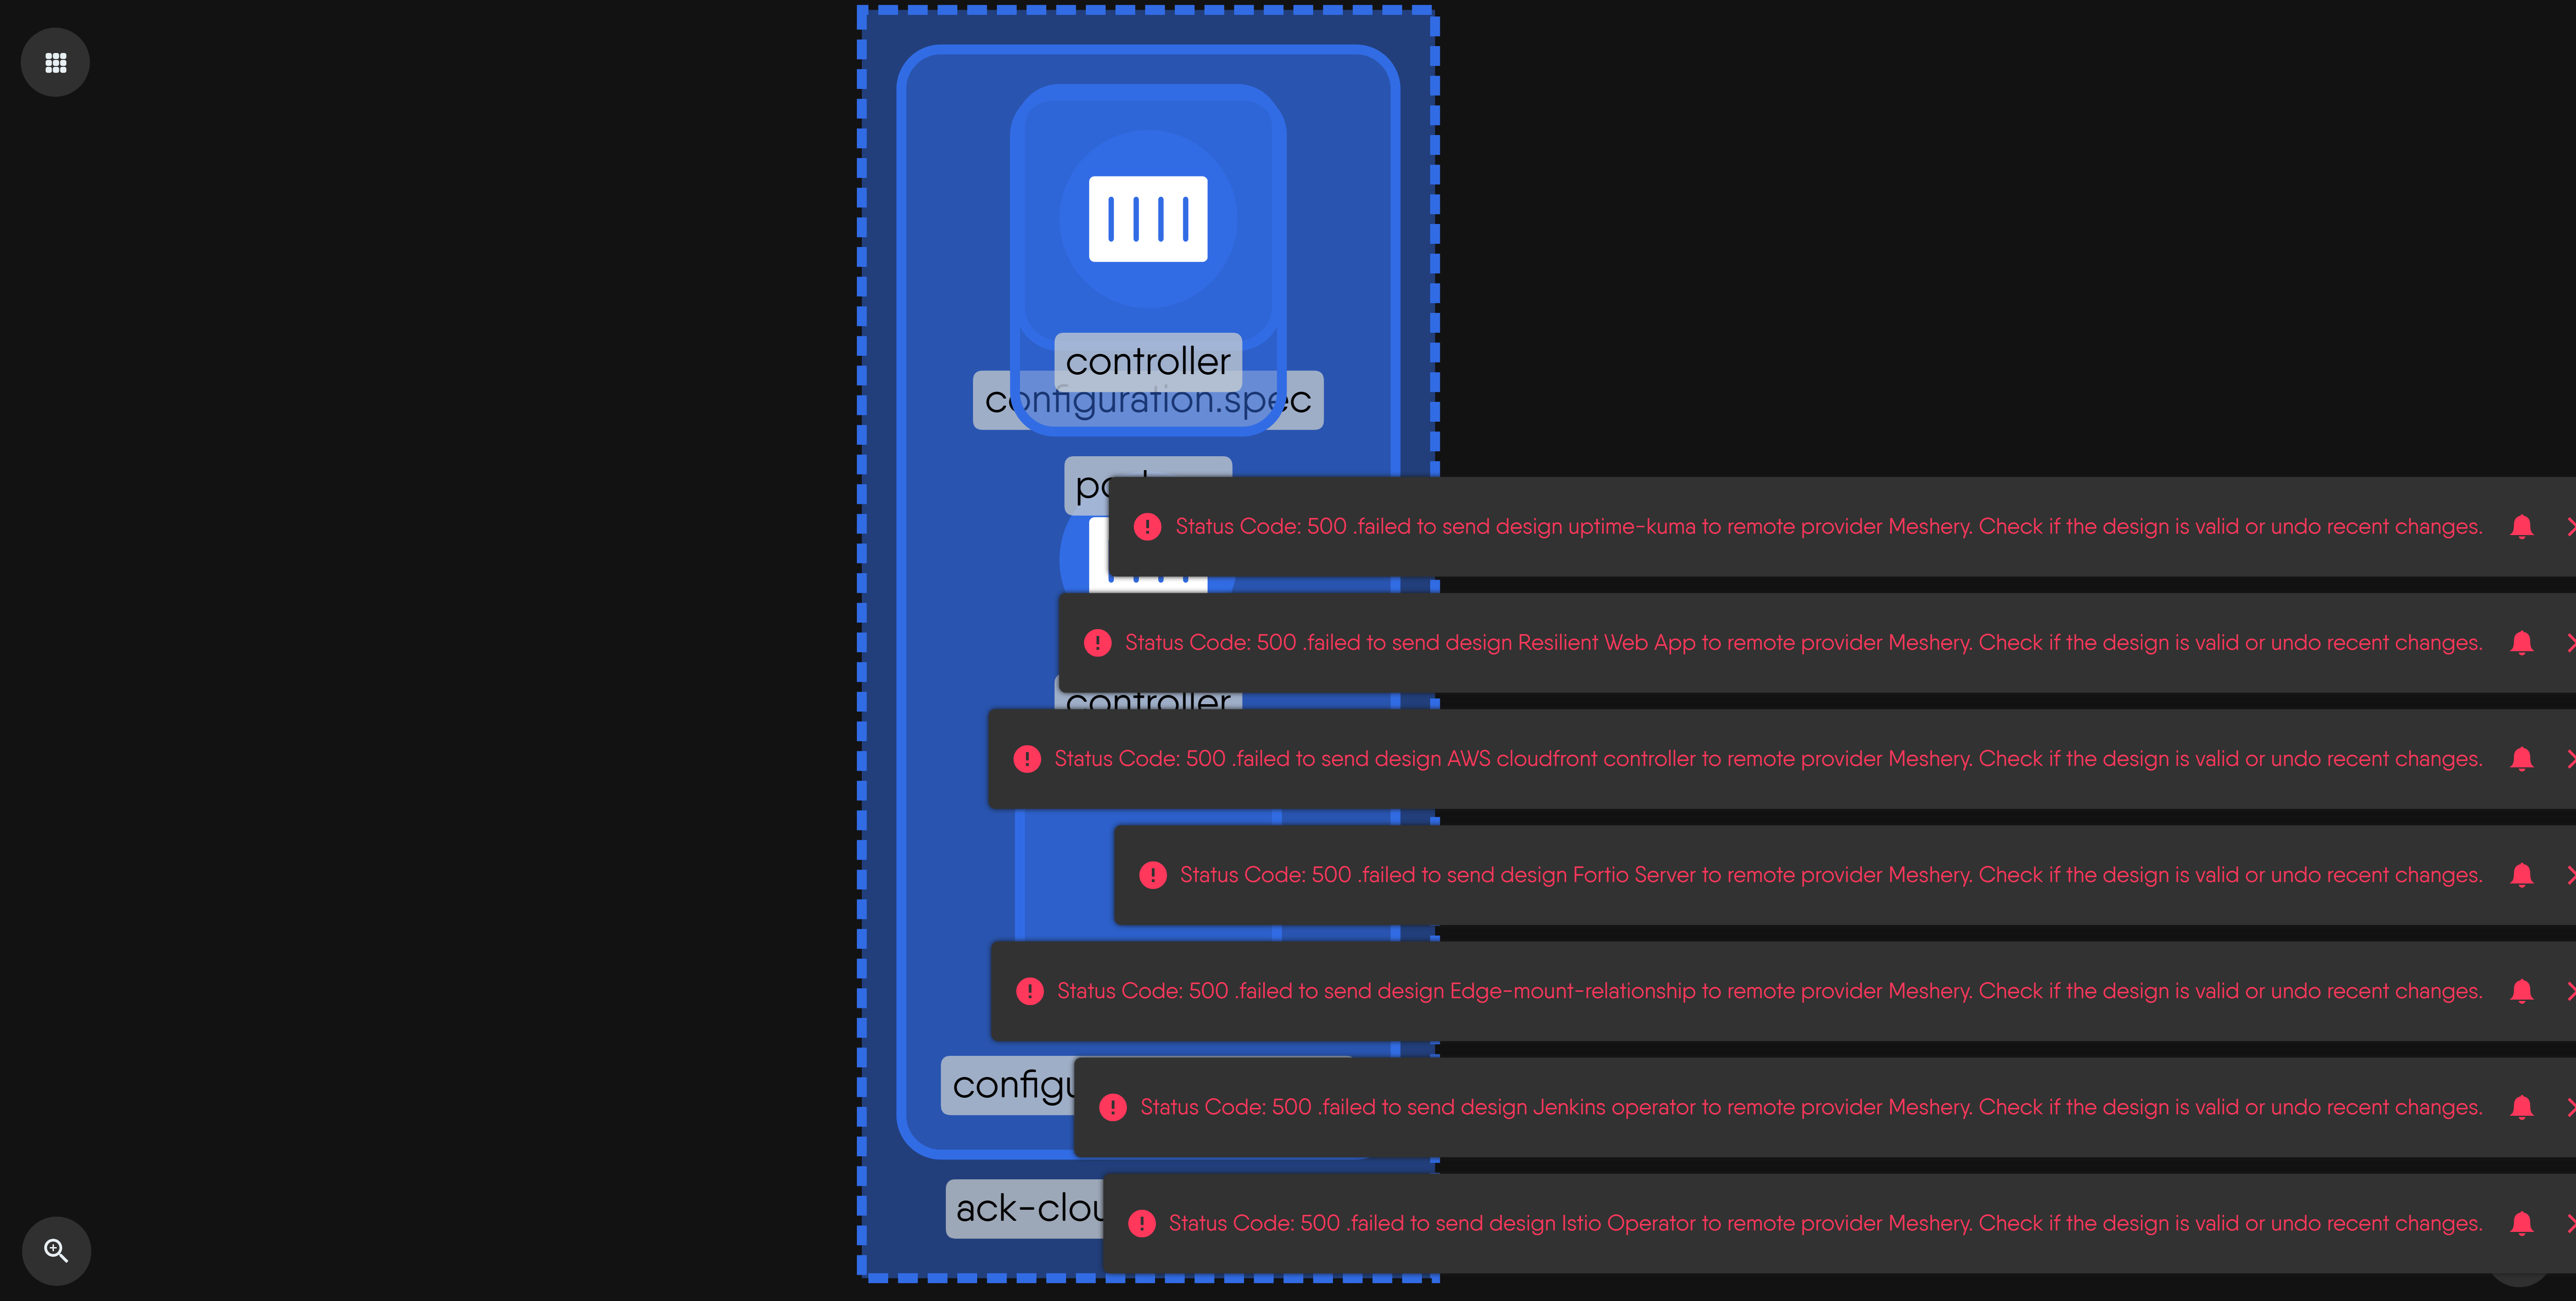 controller
configuration.spec
Status Code: 500 .failed to send design uptime-kuma to remote provider Meshery. Check if the design is valid or undo recent changes.
Status Code: 500 .failed to send design Resilient Web App to remote provider Meshery. Check if the design is valid or undo recent changes.
controller
Status Code: 500 .failed to send design AWS cloudfront controller to remote provider Meshery. Check if the design is valid or undo recent changes.
Status Code: 500 .failed to send design Fortio Server to remote provider Meshery. Check if the design is valid or undo recent changes.
Status Code: 500 .failed to send design Edge-mount-relationship to remote provider Meshery. Check if the design is valid or undo recent changes.
Status Code: 500 .failed to send design Jenkins operator to remote provider Meshery. Check if the design is valid or undo recent changes.
Status Code: 500 .failed to send design Istio Operator to remote provider Meshery. Check if the design is valid or undo recent changes.